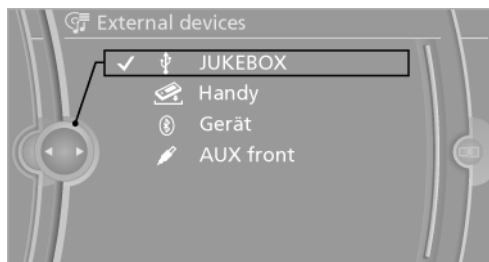 External devices
JUKEBOX
Handy
Gerät
AUX front